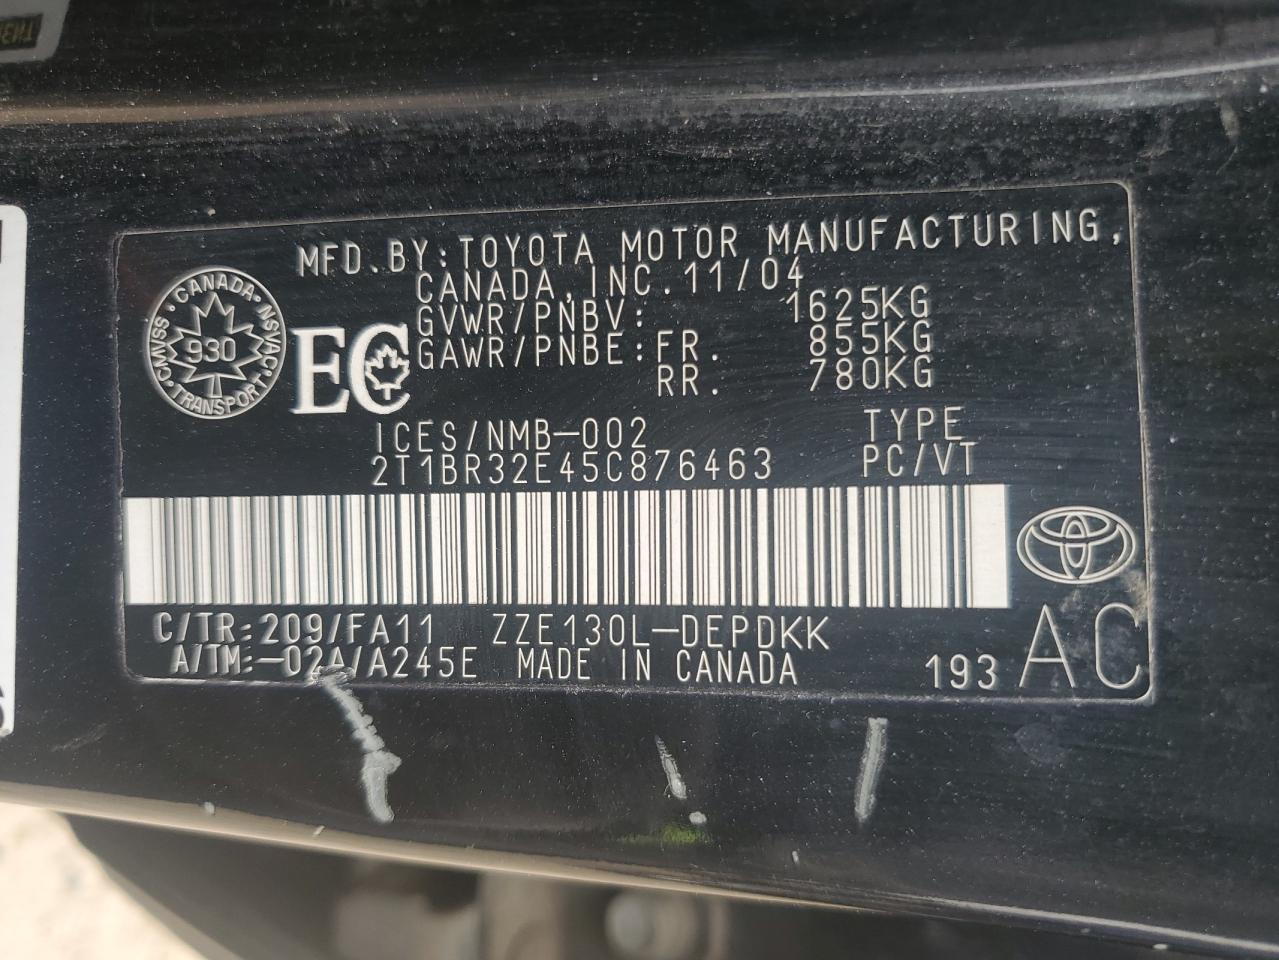 MFD.BY:TOYOTA MOTOR MANUFACTURING,
CANADA,INC.11/04
GVWR/PNBV: 1625KG
GAWR/PNBE:FR. 855KG
RR. 780KG
CANADA·NSVAC·TRANSPORT·CMVSS·
930
EC
ICES/NMB-002 TYPE
2T1BR32E45C876463 PC/VT
C/TR:209/FA11 ZZE130L-DEPDKK
A/TM:-02A/A245E MADE IN CANADA 193 AC